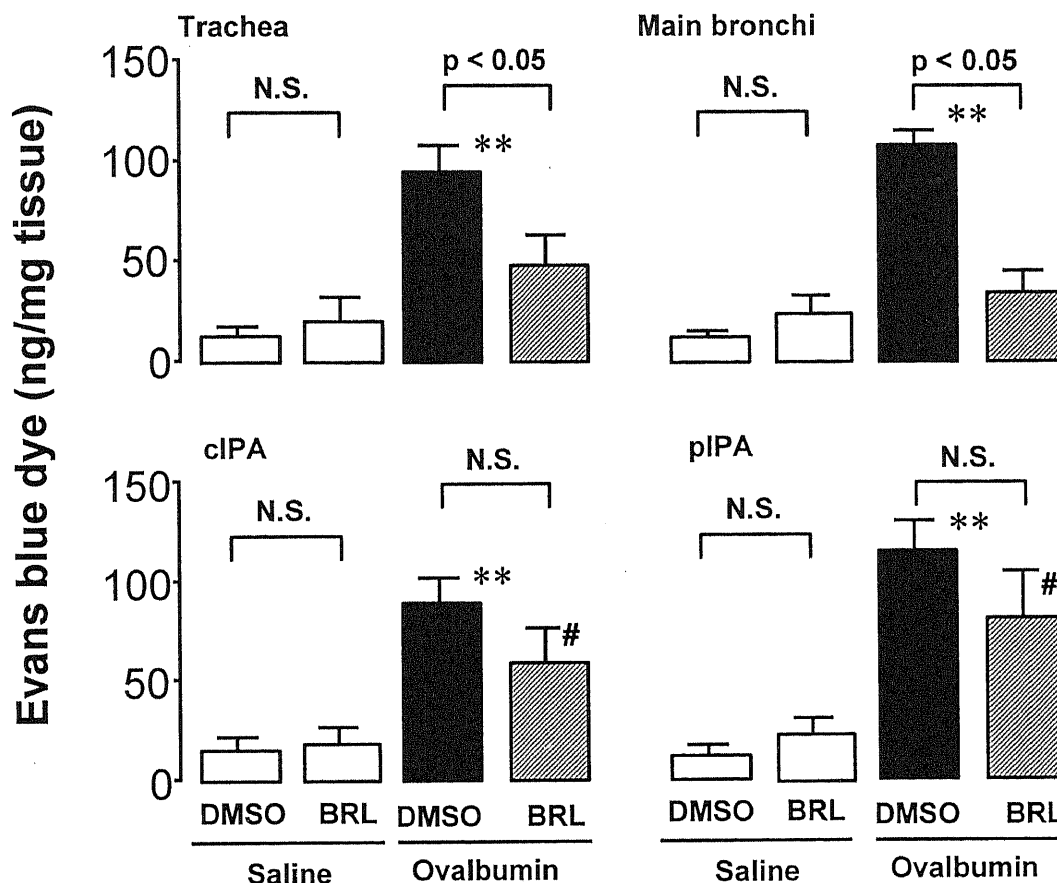 Trachea
Main bronchi
Evans blue dye (ng/mg tissue)
150
100
50
0
N.S.
p < 0.05
**
N.S.
p < 0.05
**
cIPA
pIPA
150
100
50
0
N.S.
N.S.
**
#
N.S.
N.S.
**
#
DMSO BRL DMSO BRL
Saline Ovalbumin
DMSO BRL DMSO BRL
Saline Ovalbumin